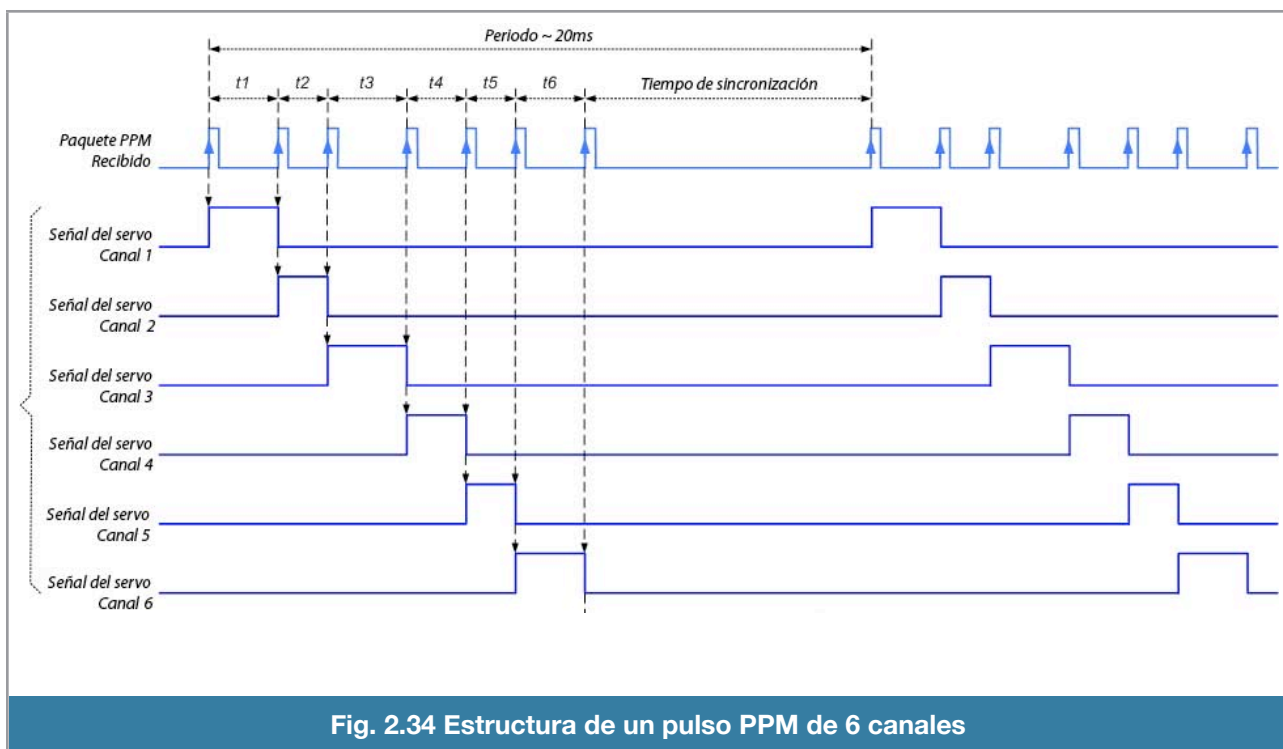 Periodo ~ 20ms
t1 t2 t3 t4 t5 t6 Tiempo de sincronización
Paquete PPM
Recibido
Señal del servo
Canal 1
Señal del servo
Canal 2
Señal del servo
Canal 3
Señal del servo
Canal 4
Señal del servo
Canal 5
Señal del servo
Canal 6
Fig. 2.34 Estructura de un pulso PPM de 6 canales